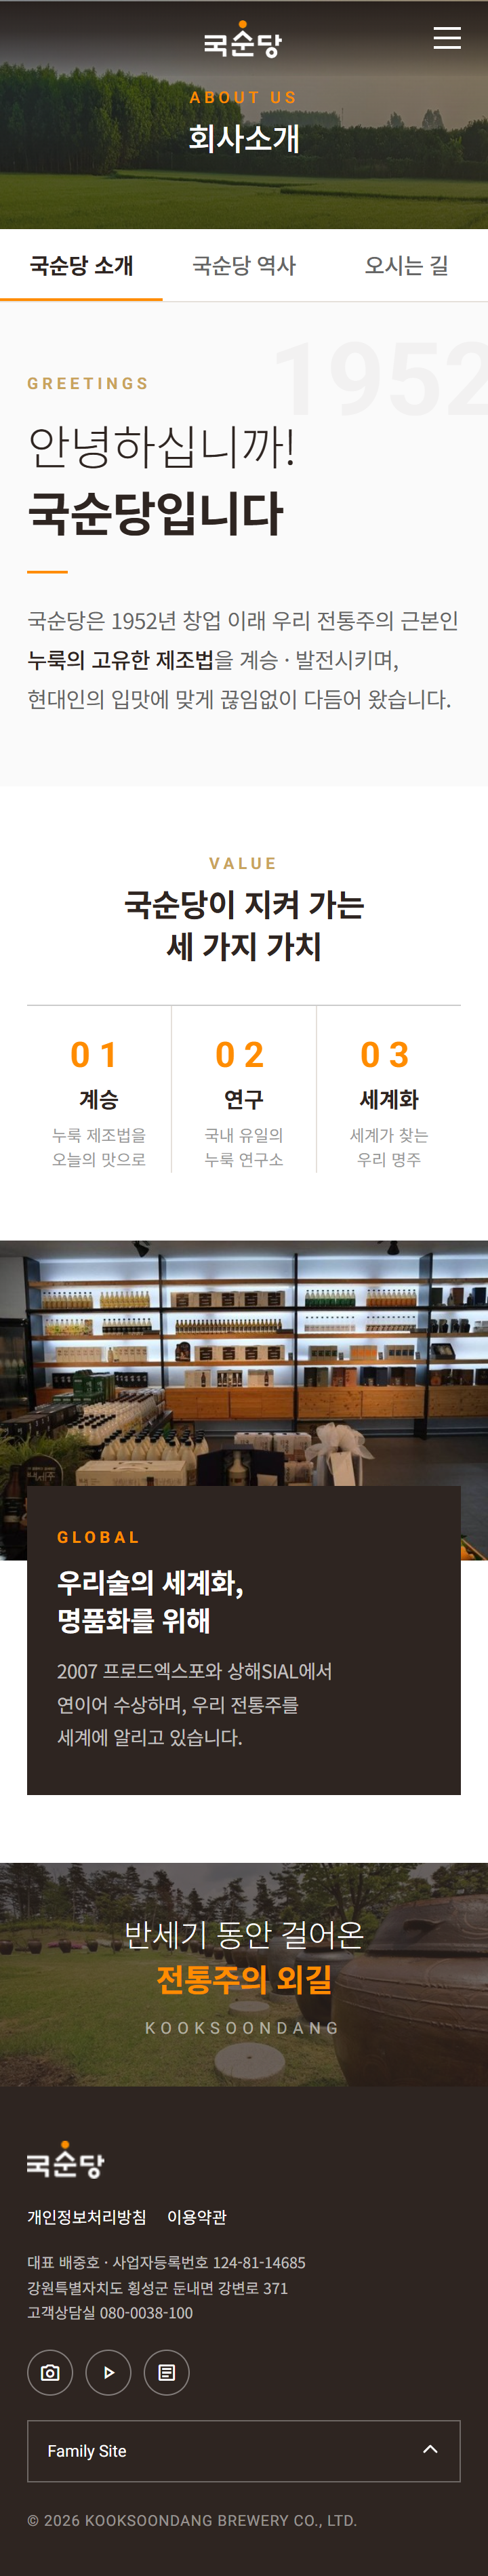 국순당
ABOUT US
회사소개
국순당 소개
국순당 역사
오시는 길
1952
GREETINGS
안녕하십니까!
국순당입니다
국순당은 1952년 창업 이래 우리 전통주의 근본인
누룩의 고유한 제조법을 계승 · 발전시키며,
현대인의 입맛에 맞게 끊임없이 다듬어 왔습니다.
VALUE
국순당이 지켜 가는
세 가지 가치
01
계승
누룩 제조법을
오늘의 맛으로
02
연구
국내 유일의
누룩 연구소
03
세계화
세계가 찾는
우리 명주
GLOBAL
우리술의 세계화,
명품화를 위해
2007 프로드엑스포와 상해SIAL에서
연이어 수상하며, 우리 전통주를
세계에 알리고 있습니다.
반세기 동안 걸어온
전통주의 외길
KOOKSOONDANG
국순당
개인정보처리방침 이용약관
대표 배중호 · 사업자등록번호 124-81-14685
강원특별자치도 횡성군 둔내면 강변로 371
고객상담실 080-0038-100
Family Site
© 2026 KOOKSOONDANG BREWERY CO., LTD.